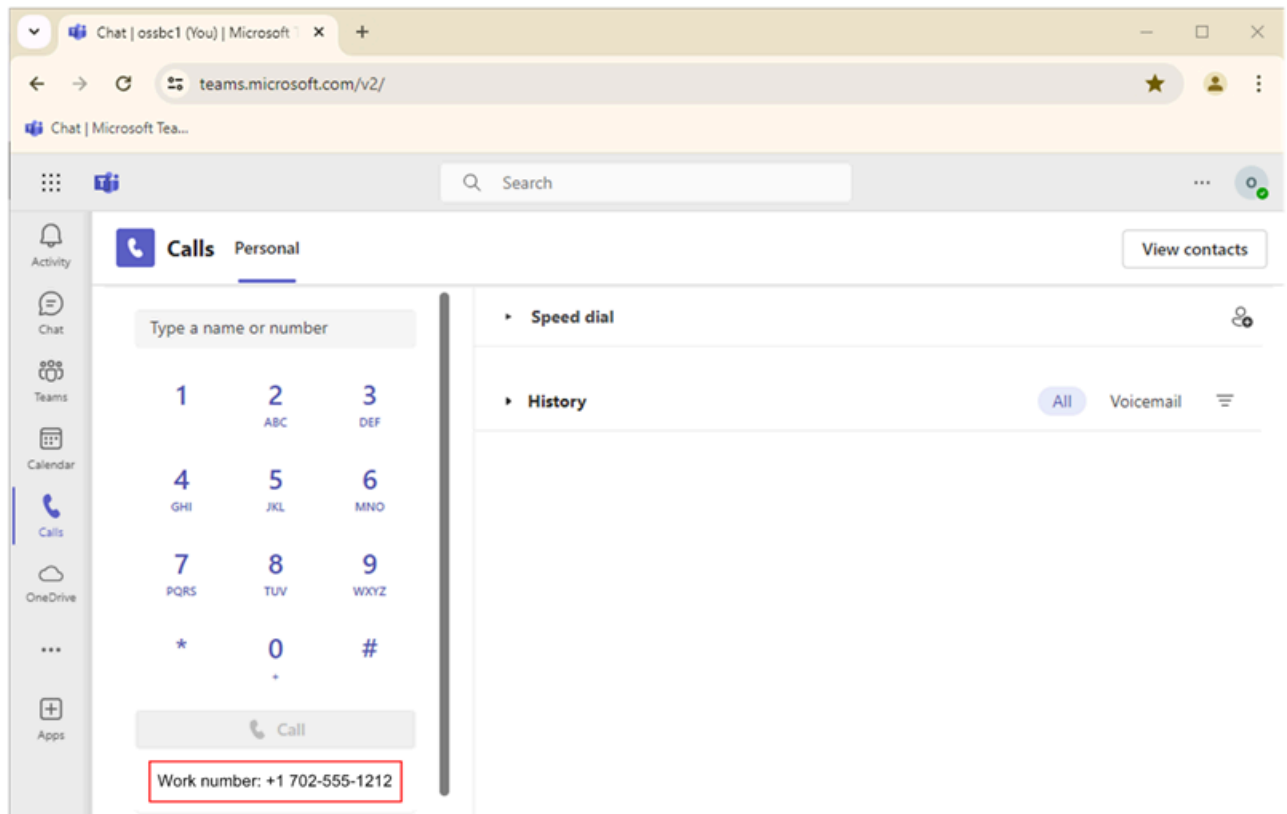 Chat | ossbc1 (You) | Microsoft T
teams.microsoft.com/v2/
Chat | Microsoft Tea...
Search
O
Activity
Chat
Teams
Calendar
Calls
OneDrive
Apps
Calls Personal
View contacts
Type a name or number
1 2 3
ABC DEF
4 5 6
GHI JKL MNO
7 8 9
PQRS TUV WXYZ
* 0 #
+
Call
Work number: +1 702-555-1212
Speed dial
History All Voicemail